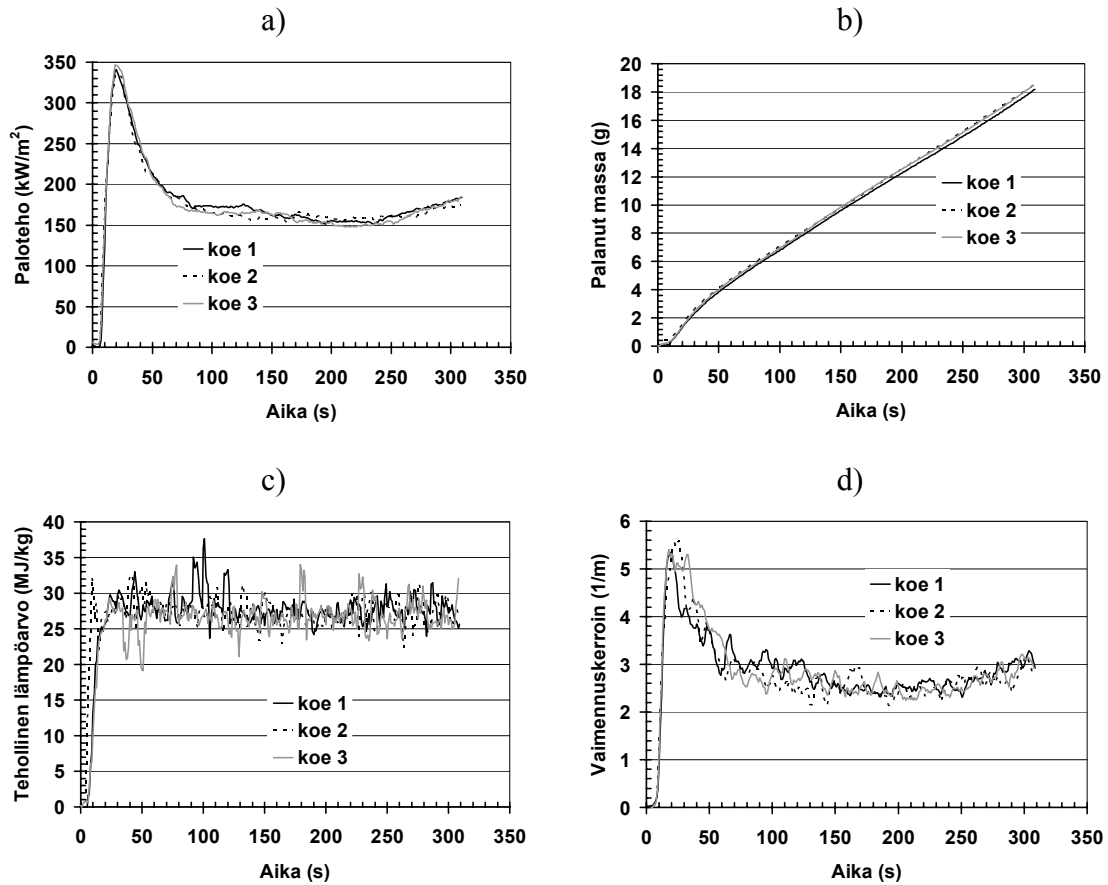 a)
Paloteho (kW/m²)
350
300
250
200
150
100
50
0
koe 1
koe 2
koe 3
0 50 100 150 200 250 300 350
Aika (s)
b)
Palanut massa (g)
20
18
16
14
12
10
8
6
4
2
0
koe 1
koe 2
koe 3
0 50 100 150 200 250 300 350
Aika (s)
c)
Tehollinen lämpöarvo (MJ/kg)
40
35
30
25
20
15
10
5
0
koe 1
koe 2
koe 3
0 50 100 150 200 250 300 350
Aika (s)
d)
Vaimennuskerroin (1/m)
6
5
4
3
2
1
0
koe 1
koe 2
koe 3
0 50 100 150 200 250 300 350
Aika (s)